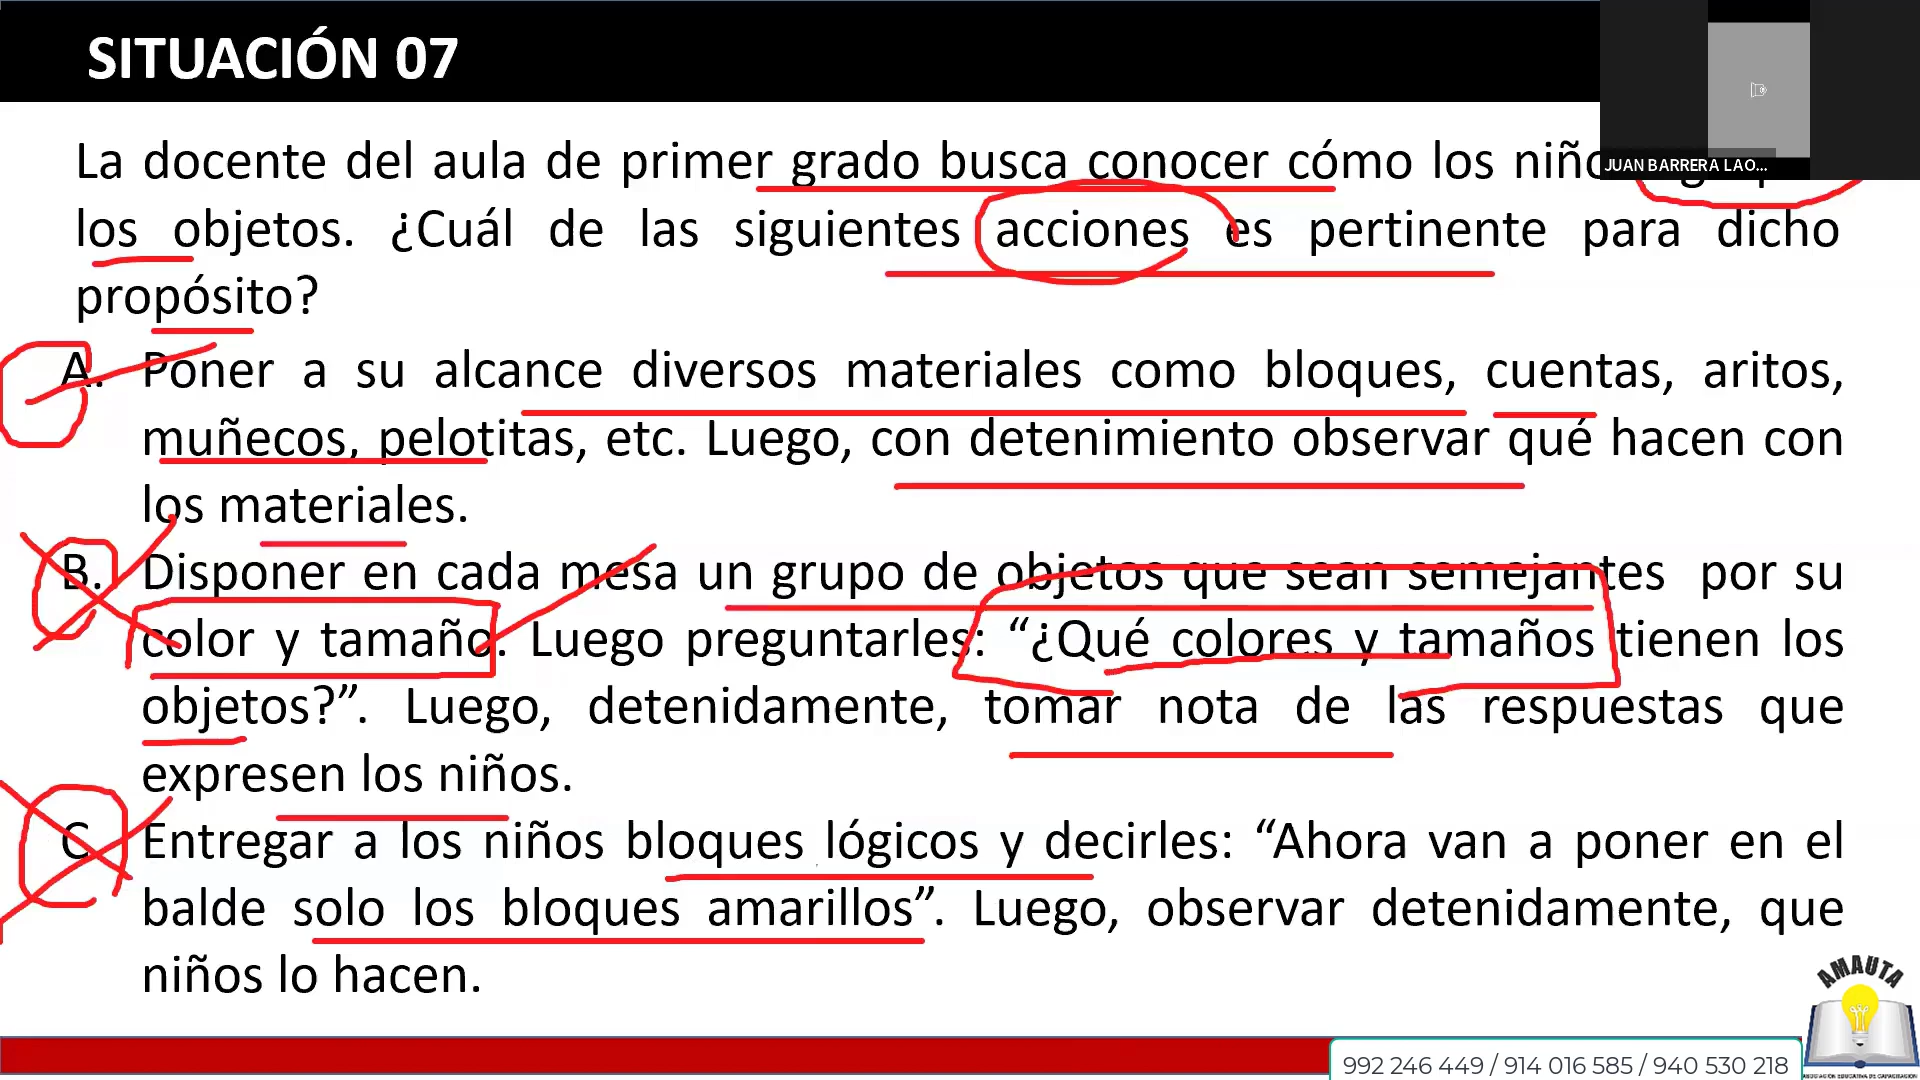 SITUACIÓN 07
JUAN BARRERA LAO...
La docente del aula de primer grado busca conocer cómo los
los objetos. ¿Cuál de las siguientes acciones es pertinente para dicho
propósito?
A. Poner a su alcance diversos materiales como bloques, cuentas, aritos,
muñecos, pelotitas, etc. Luego, con detenimiento observar qué hacen con
los materiales.
B. Disponer en cada mesa un grupo de objetos que sean semejantes por su
color y tamaño. Luego preguntarles: “¿Qué colores y tamaños tienen los
objetos?”. Luego, detenidamente, tomar nota de las respuestas que
expresen los niños.
C Entregar a los niños bloques lógicos y decirles: “Ahora van a poner en el
balde solo los bloques amarillos”. Luego, observar detenidamente, que
niños lo hacen.
AMAUTA
ASOCIACIÓN EDUCATIVA DE CAPACITACIÓN
992 246 449 / 914 016 585 / 940 530 218